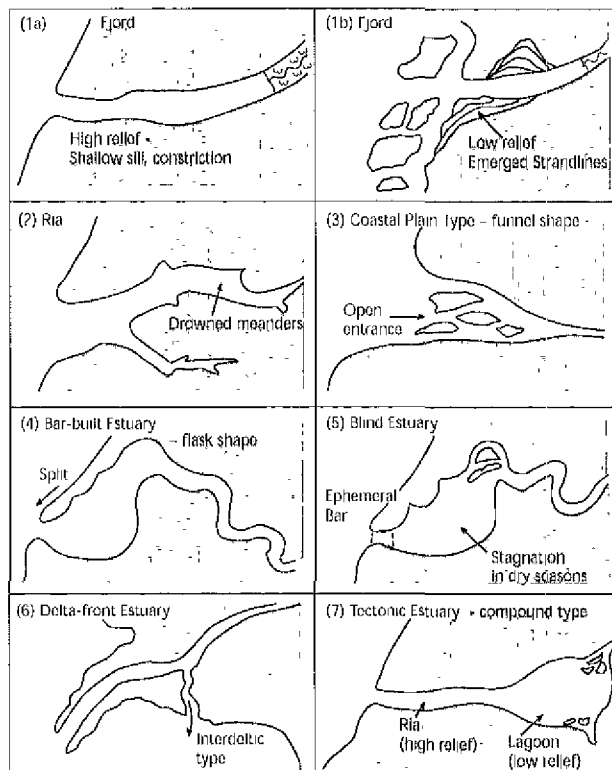 (1a) Fjord
High relief
Shallow sill, constriction
(1b) Fjord
Low relief
Emerged Strandlines
(2) Ria
Drowned meanders
(3) Coastal Plain Type – funnel shape -
Open
entrance
(4) Bar-built Estuary
– flask shape
Split
(5) Blind Estuary
Ephemeral
Bar
Stagnation
in dry seasons
(6) Delta-front Estuary
Interdeltic
type
(7) Tectonic Estuary - compound type
Ria
(high relief)
Lagoon
(low relief)